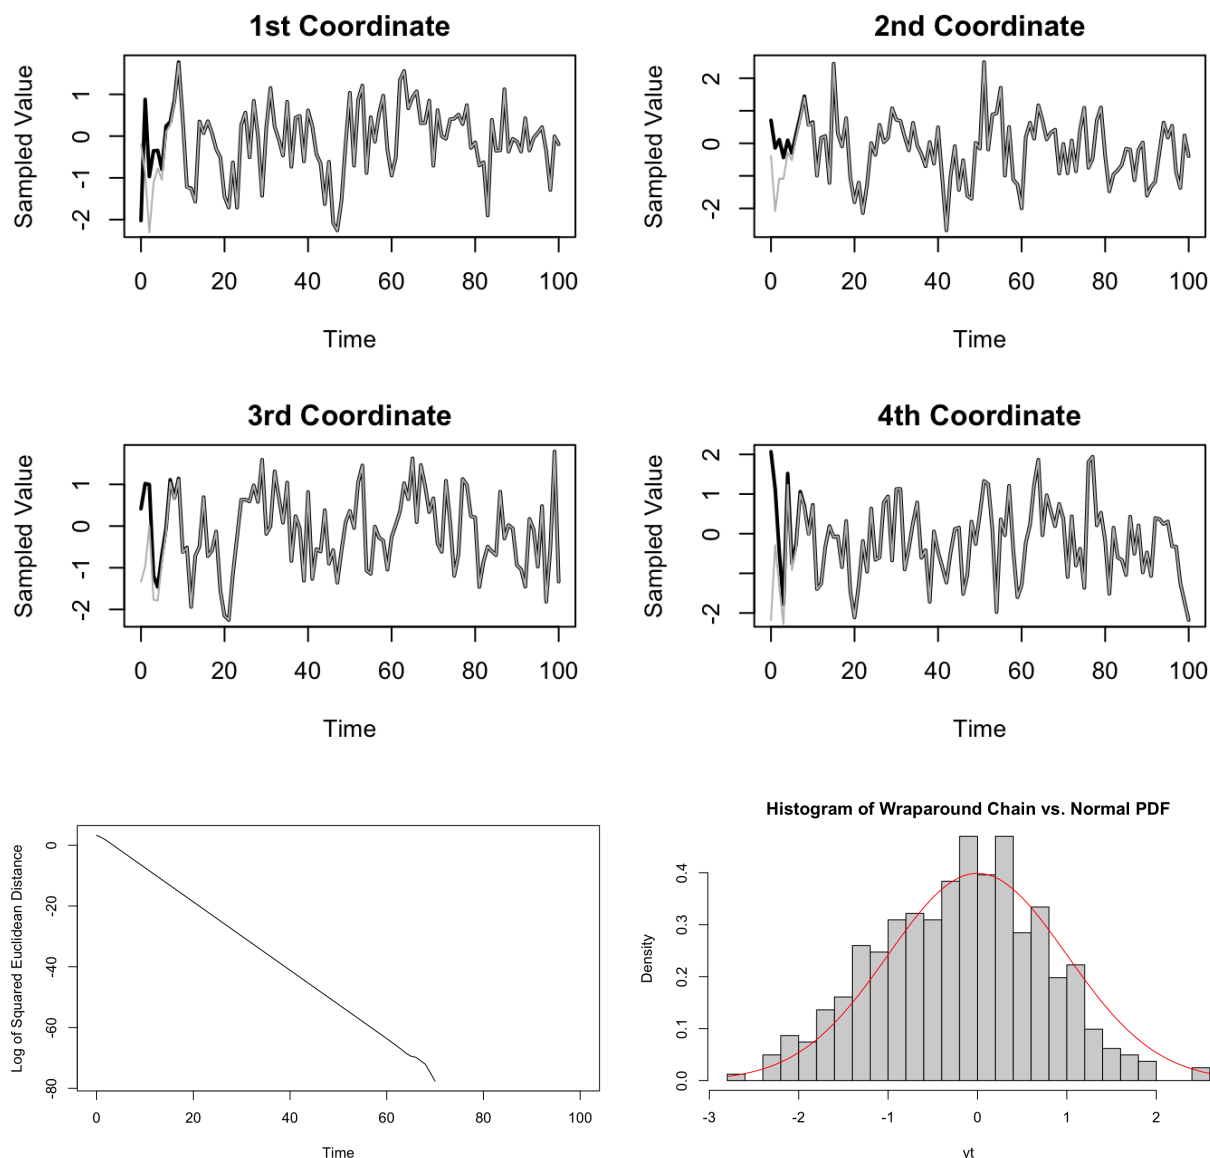 1st Coordinate
Sampled Value
1
0
-1
-2
0 20 40 60 80 100
Time
2nd Coordinate
Sampled Value
2
0
-2
0 20 40 60 80 100
Time
3rd Coordinate
Sampled Value
1
0
-1
-2
0 20 40 60 80 100
Time
4th Coordinate
Sampled Value
2
1
0
-2
0 20 40 60 80 100
Time
Log of Squared Euclidean Distance
0
-20
-40
-60
-80
0 20 40 60 80 100
Time
Histogram of Wraparound Chain vs. Normal PDF
Density
0.4
0.3
0.2
0.1
0.0
-3 -2 -1 0 1 2
vt